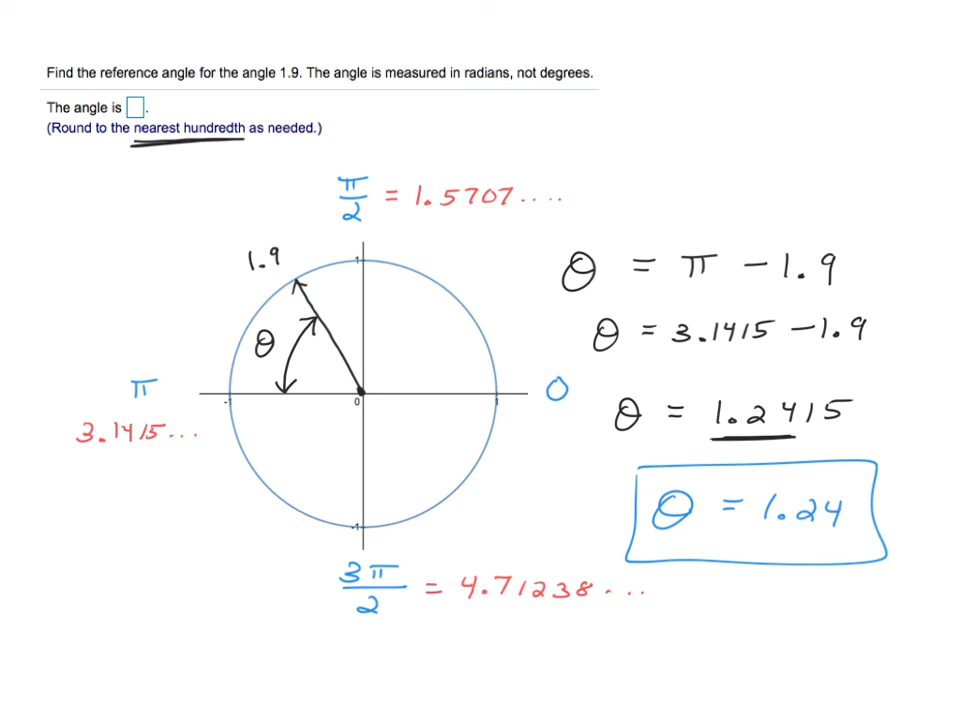 Find the reference angle for the angle 1.9. The angle is measured in radians, not degrees.
The angle is .
(Round to the nearest hundredth as needed.)
π/2 = 1.5707....
1.9
1
θ = π - 1.9
θ
θ = 3.1415 - 1.9
π
-1
0
1
0
3.1415...
θ = 1.2415
θ = 1.24
-1
3π/2 = 4.71238...